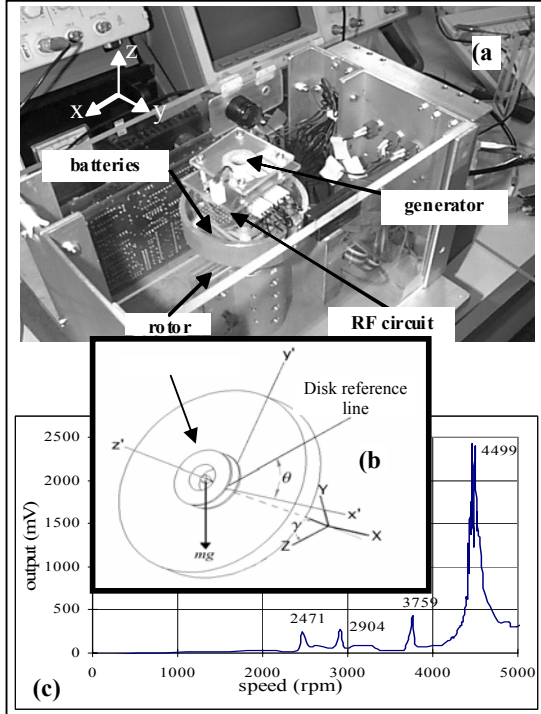 (a
z
x
y
batteries
generator
rotor
RF circuit
y'
Disk reference
line
(b)
z'
θ
x'
Y
X
γ
Z
mg
2500
2000
1500
1000
500
0
output (mV)
4499
2471
2904
3759
0
1000
2000
3000
4000
5000
speed (rpm)
(c)